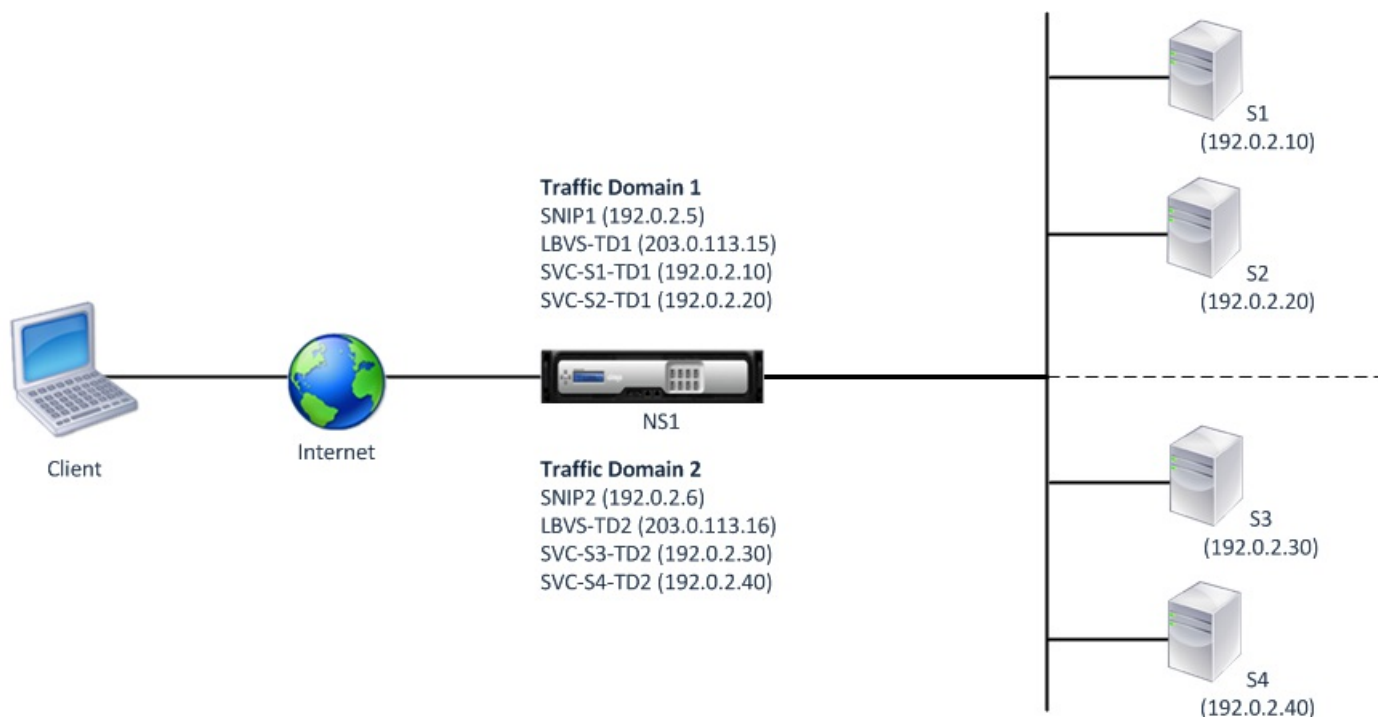 S1
(192.0.2.10)
Traffic Domain 1
SNIP1 (192.0.2.5)
LBVS-TD1 (203.0.113.15)
SVC-S1-TD1 (192.0.2.10)
SVC-S2-TD1 (192.0.2.20)
S2
(192.0.2.20)
NS1
Internet
Client
Traffic Domain 2
SNIP2 (192.0.2.6)
LBVS-TD2 (203.0.113.16)
SVC-S3-TD2 (192.0.2.30)
SVC-S4-TD2 (192.0.2.40)
S3
(192.0.2.30)
S4
(192.0.2.40)